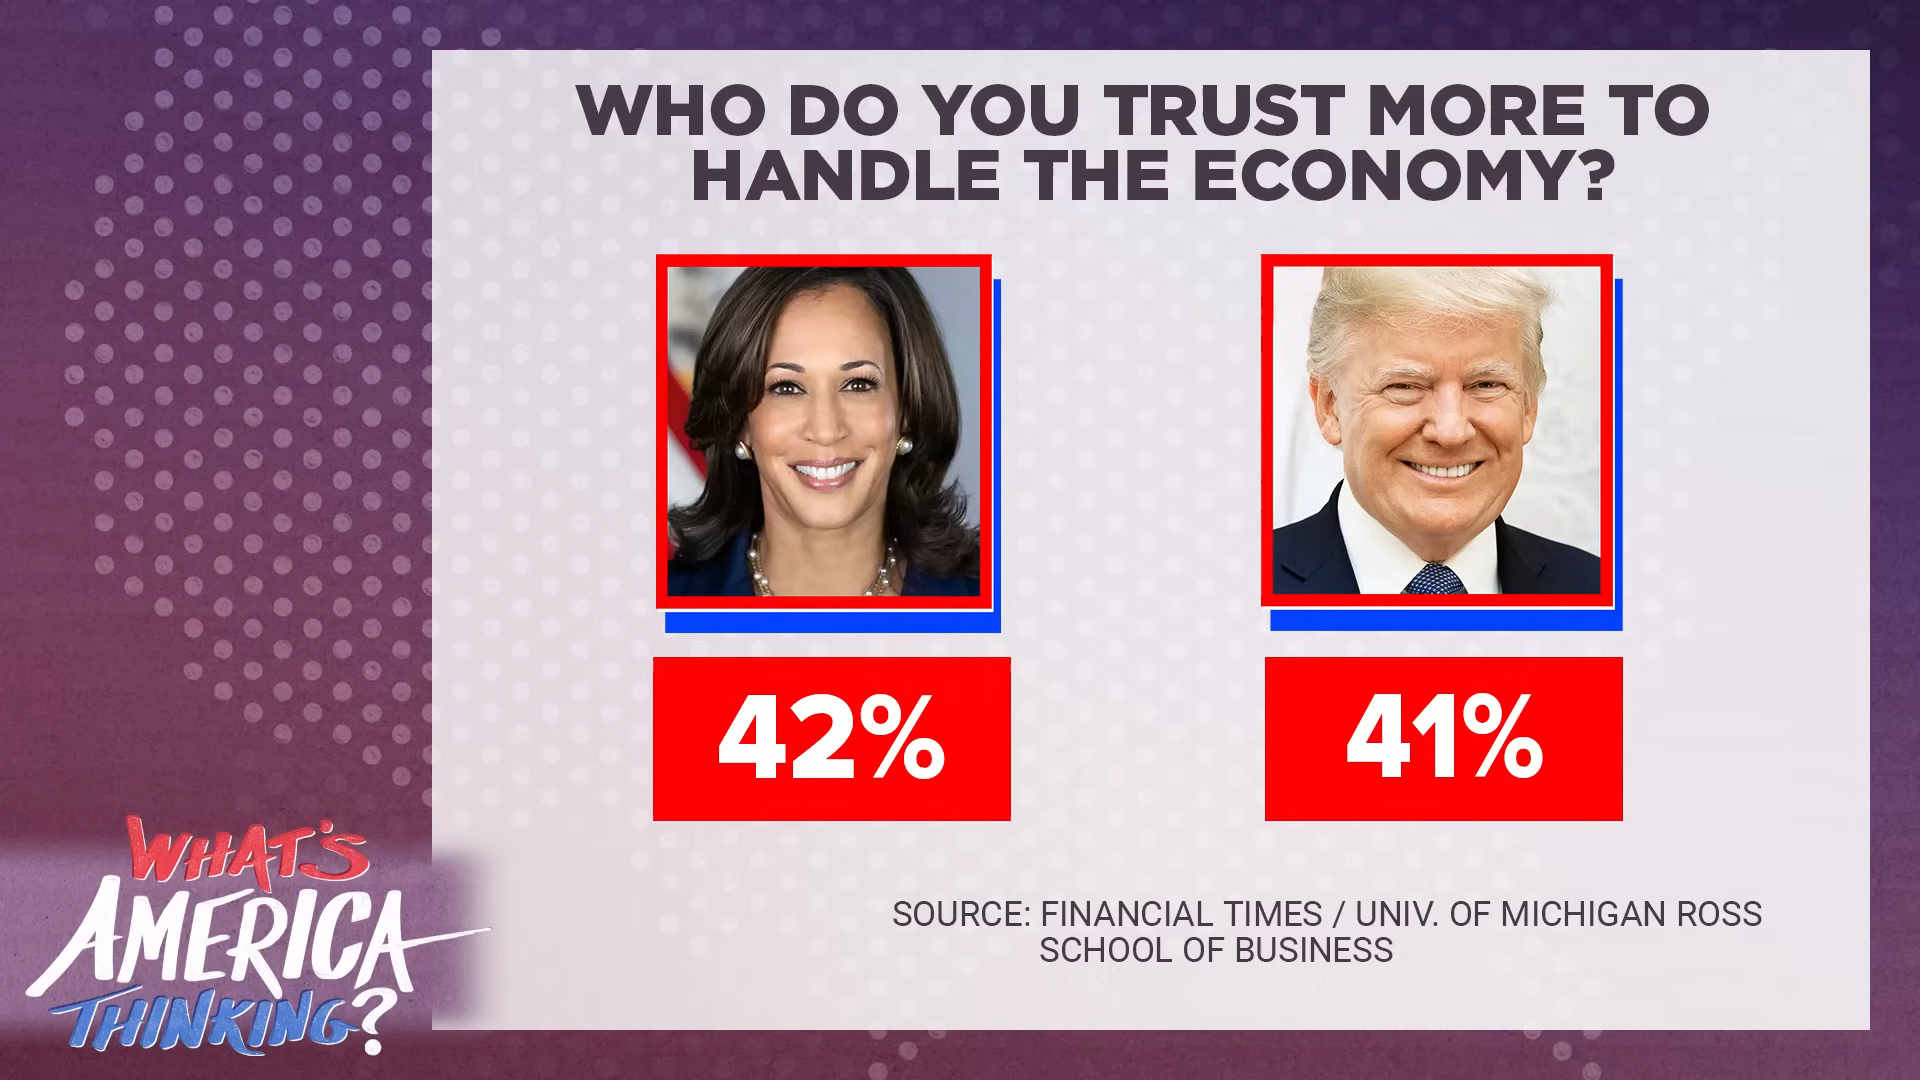 WHO DO YOU TRUST MORE TO
HANDLE THE ECONOMY?
42%
41%
SOURCE: FINANCIAL TIMES / UNIV. OF MICHIGAN ROSS
SCHOOL OF BUSINESS
WHAT'S
AMERICA
THINKING?